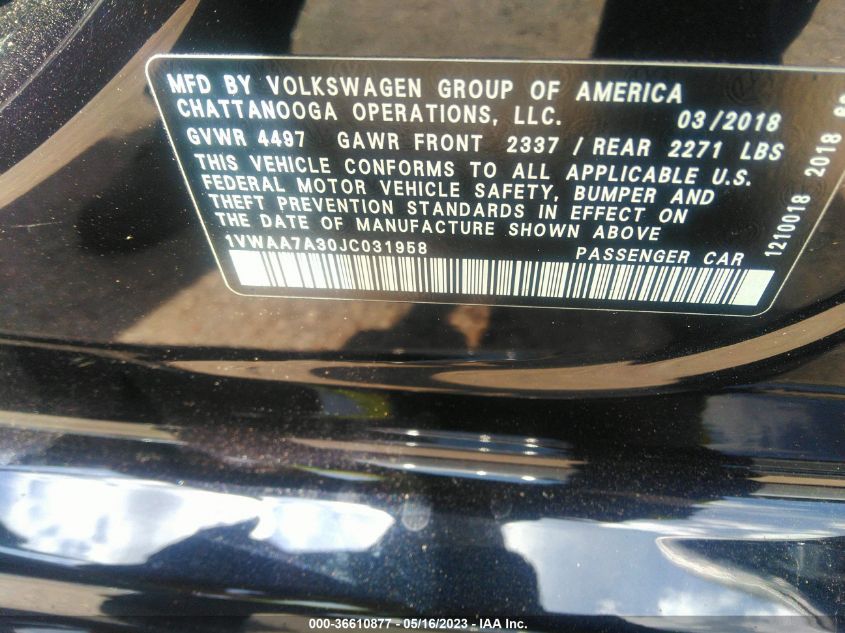 MFD BY VOLKSWAGEN GROUP OF AMERICA
CHATTANOOGA OPERATIONS, LLC. 03/2018
GVWR 4497 GAWR FRONT 2337 / REAR 2271 LBS
THIS VEHICLE CONFORMS TO ALL APPLICABLE U.S.
FEDERAL MOTOR VEHICLE SAFETY, BUMPER AND
THEFT PREVENTION STANDARDS IN EFFECT ON
THE DATE OF MANUFACTURE SHOWN ABOVE
1VWAA7A30JC031958 PASSENGER CAR
1210018 2018
000-36610877 - 05/16/2023 - IAA Inc.